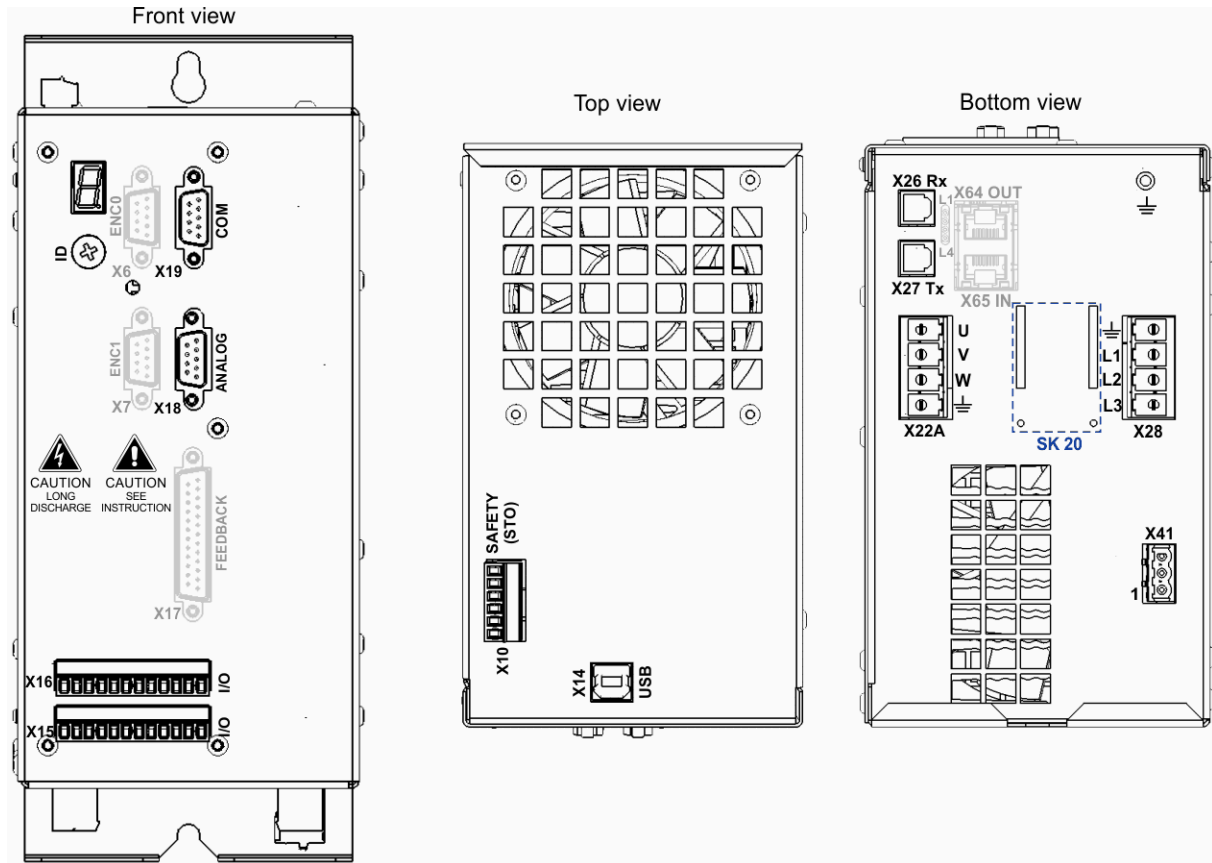 Front view
ENC0
COM
ID
X6
X19
ENC1
ANALOG
X7
X18
CAUTION
LONG
DISCHARGE
CAUTION
SEE
INSTRUCTION
FEEDBACK
X17
X16
I/O
X15
I/O
Top view
SAFETY
(STO)
X10
X14
USB
Bottom view
X26 Rx
X64 OUT
L1
L4
X27 Tx
X65 IN
U
V
W
X22A
SK 20
L1
L2
L3
X28
X41
1